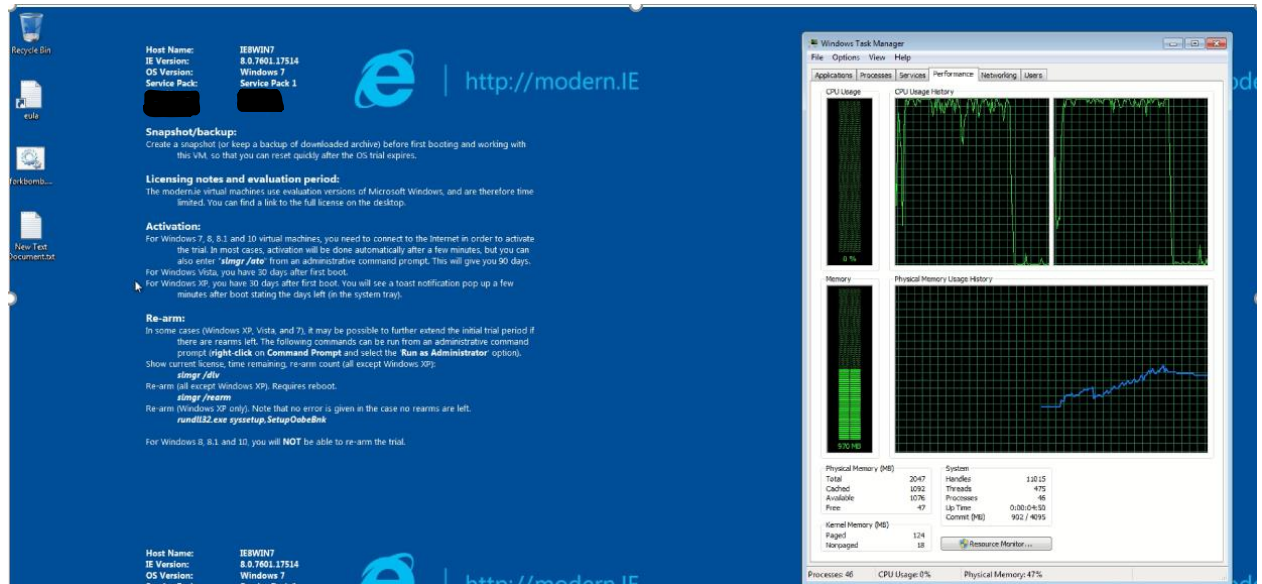 Recycle Bin
eula
forkbomb....
New Text
Document.txt
Host Name: IE8WIN7
IE Version: 8.0.7601.17514
OS Version: Windows 7
Service Pack: Service Pack 1
http://modern.IE
Snapshot/backup:
Create a snapshot (or keep a backup of downloaded archive) before first booting and working with
this VM, so that you can reset quickly after the OS trial expires.
Licensing notes and evaluation period:
The modern.ie virtual machines use evaluation versions of Microsoft Windows, and are therefore time
limited. You can find a link to the full license on the desktop.
Activation:
For Windows 7, 8, 8.1 and 10 virtual machines, you need to connect to the Internet in order to activate
the trial. In most cases, activation will be done automatically after a few minutes, but you can
also enter "slmgr /ato" from an administrative command prompt. This will give you 90 days.
For Windows Vista, you have 30 days after first boot.
For Windows XP, you have 30 days after first boot. You will see a toast notification pop up a few
minutes after boot stating the days left (in the system tray).
Re-arm:
In some cases (Windows XP, Vista, and 7), it may be possible to further extend the initial trial period if
there are rearms left. The following commands can be run from an administrative command
prompt (right-click on Command Prompt and select the 'Run as Administrator' option).
Show current license, time remaining, re-arm count (all except Windows XP):
slmgr /dlv
Re-arm (all except Windows XP). Requires reboot.
slmgr /rearm
Re-arm (Windows XP only). Note that no error is given in the case no rearms are left.
rundll32.exe syssetup,SetupOobeBnk
For Windows 8, 8.1 and 10, you will NOT be able to re-arm the trial.
Host Name: IE8WIN7
IE Version: 8.0.7601.17514
OS Version: Windows 7
http://modern.IE
Windows Task Manager
File Options View Help
Applications Processes Services Performance Networking Users
CPU Usage CPU Usage History
0 %
Memory Physical Memory Usage History
970 MB
Physical Memory (MB)
Total 2047
Cached 1092
Available 1076
Free 47
Kernel Memory (MB)
Paged 124
Nonpaged 18
System
Handles 11015
Threads 475
Processes 46
Up Time 0:00:04:50
Commit (MB) 902 / 4095
Resource Monitor...
Processes: 46 CPU Usage: 0% Physical Memory: 47%